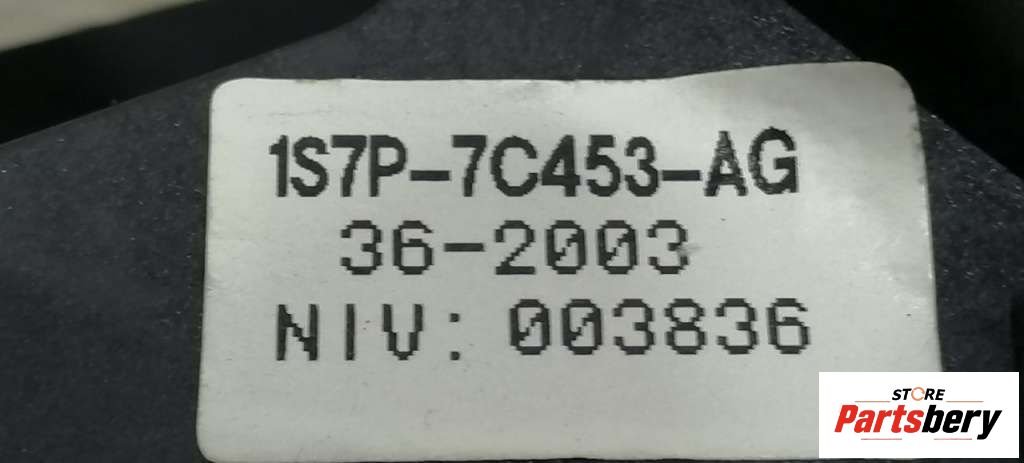 1S7P-7C453-AG
36-2003
NIV: 003836
STORE
Partsbery